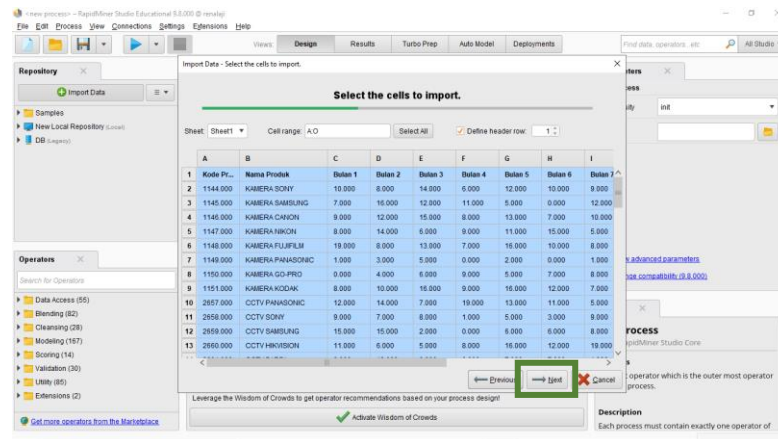 <new process> – RapidMiner Studio Educational 9.8.000 @ renalaji
File Edit Process View Connections Settings Extensions Help
Views: Design Results Turbo Prep Auto Model Deployments
Find data, operators...etc All Studio
Repository
Import Data
Samples
New Local Repository (Local)
DB (Legacy)
Operators
Search for Operators
Data Access (55)
Blending (82)
Cleansing (28)
Modeling (167)
Scoring (14)
Validation (30)
Utility (85)
Extensions (2)
Get more operators from the Marketplace
Import Data - Select the cells to import.
Select the cells to import.
Sheet: Sheet1 Cell range: A:O Select All Define header row: 1
A B C D E F G H I
1 Kode Pr... Nama Produk Bulan 1 Bulan 2 Bulan 3 Bulan 4 Bulan 5 Bulan 6 Bulan 7
2 1144.000 KAMERA SONY 10.000 8.000 14.000 6.000 12.000 10.000 9.000
3 1145.000 KAMERA SAMSUNG 7.000 16.000 12.000 11.000 5.000 0.000 12.000
4 1146.000 KAMERA CANON 9.000 12.000 15.000 8.000 13.000 7.000 10.000
5 1147.000 KAMERA NIKON 8.000 14.000 6.000 9.000 11.000 15.000 5.000
6 1148.000 KAMERA FUJIFILM 19.000 8.000 13.000 7.000 16.000 10.000 8.000
7 1149.000 KAMERA PANASONIC 1.000 3.000 5.000 0.000 2.000 0.000 1.000
8 1150.000 KAMERA GO-PRO 0.000 4.000 6.000 9.000 5.000 7.000 8.000
9 1151.000 KAMERA KODAK 8.000 10.000 16.000 9.000 16.000 12.000 7.000
10 2657.000 CCTV PANASONIC 12.000 14.000 7.000 19.000 13.000 11.000 5.000
11 2658.000 CCTV SONY 9.000 7.000 8.000 1.000 5.000 3.000 9.000
12 2659.000 CCTV SAMSUNG 15.000 15.000 2.000 0.000 6.000 6.000 8.000
13 2660.000 CCTV HIKVISION 11.000 6.000 5.000 8.000 16.000 12.000 19.000
Previous Next Cancel
Leverage the Wisdom of Crowds to get operator recommendations based on your process design!
Activate Wisdom of Crowds
init
advanced parameters
compatibility (9.8.000)
RapidMiner Studio Core
operator which is the outer most operator
process.
Description
Each process must contain exactly one operator of